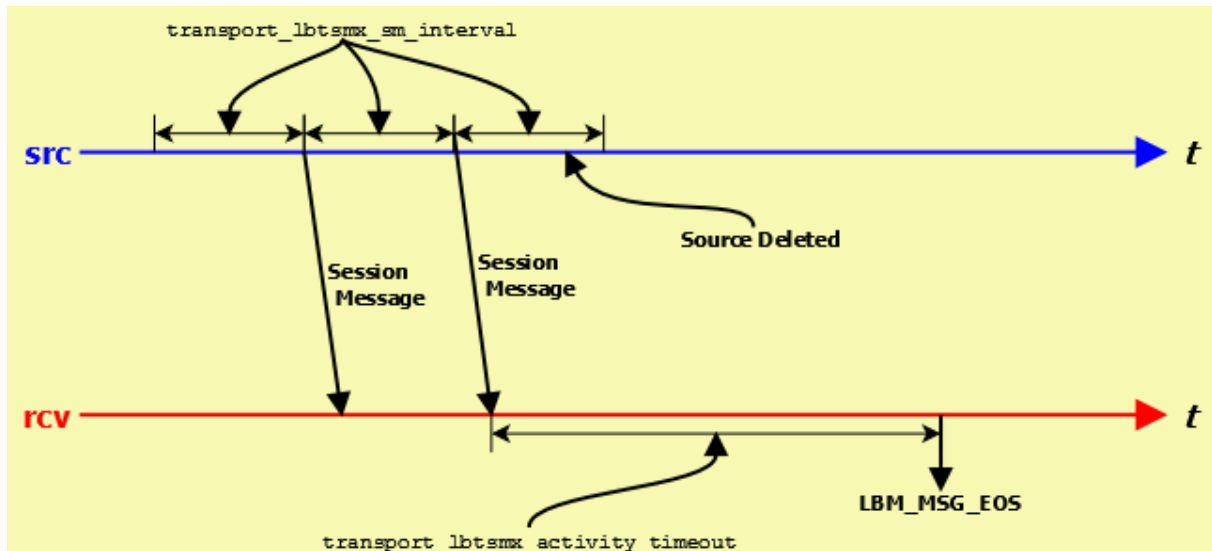 transport_lbtsmx_sm_interval
src
t
Source Deleted
Session
Message
Session
Message
rcv
t
LBM_MSG_EOS
transport_lbtsmx_activity_timeout